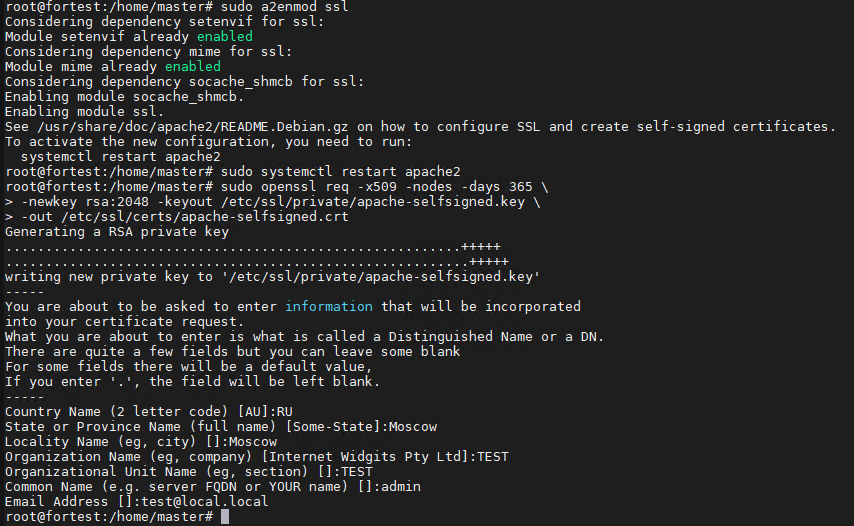 root@fortest:/home/master# sudo a2enmod ssl
Considering dependency setenvif for ssl:
Module setenvif already enabled
Considering dependency mime for ssl:
Module mime already enabled
Considering dependency socache_shmcb for ssl:
Enabling module socache_shmcb.
Enabling module ssl.
See /usr/share/doc/apache2/README.Debian.gz on how to configure SSL and create self-signed certificates.
To activate the new configuration, you need to run:
  systemctl restart apache2
root@fortest:/home/master# sudo systemctl restart apache2
root@fortest:/home/master# sudo openssl req -x509 -nodes -days 365 \
> -newkey rsa:2048 -keyout /etc/ssl/private/apache-selfsigned.key \
> -out /etc/ssl/certs/apache-selfsigned.crt
Generating a RSA private key
.........................................................+++++
..........................................................+++++
writing new private key to '/etc/ssl/private/apache-selfsigned.key'
-----
You are about to be asked to enter information that will be incorporated
into your certificate request.
What you are about to enter is what is called a Distinguished Name or a DN.
There are quite a few fields but you can leave some blank
For some fields there will be a default value,
If you enter '.', the field will be left blank.
-----
Country Name (2 letter code) [AU]:RU
State or Province Name (full name) [Some-State]:Moscow
Locality Name (eg, city) []:Moscow
Organization Name (eg, company) [Internet Widgits Pty Ltd]:TEST
Organizational Unit Name (eg, section) []:TEST
Common Name (e.g. server FQDN or YOUR name) []:admin
Email Address []:test@local.local
root@fortest:/home/master#